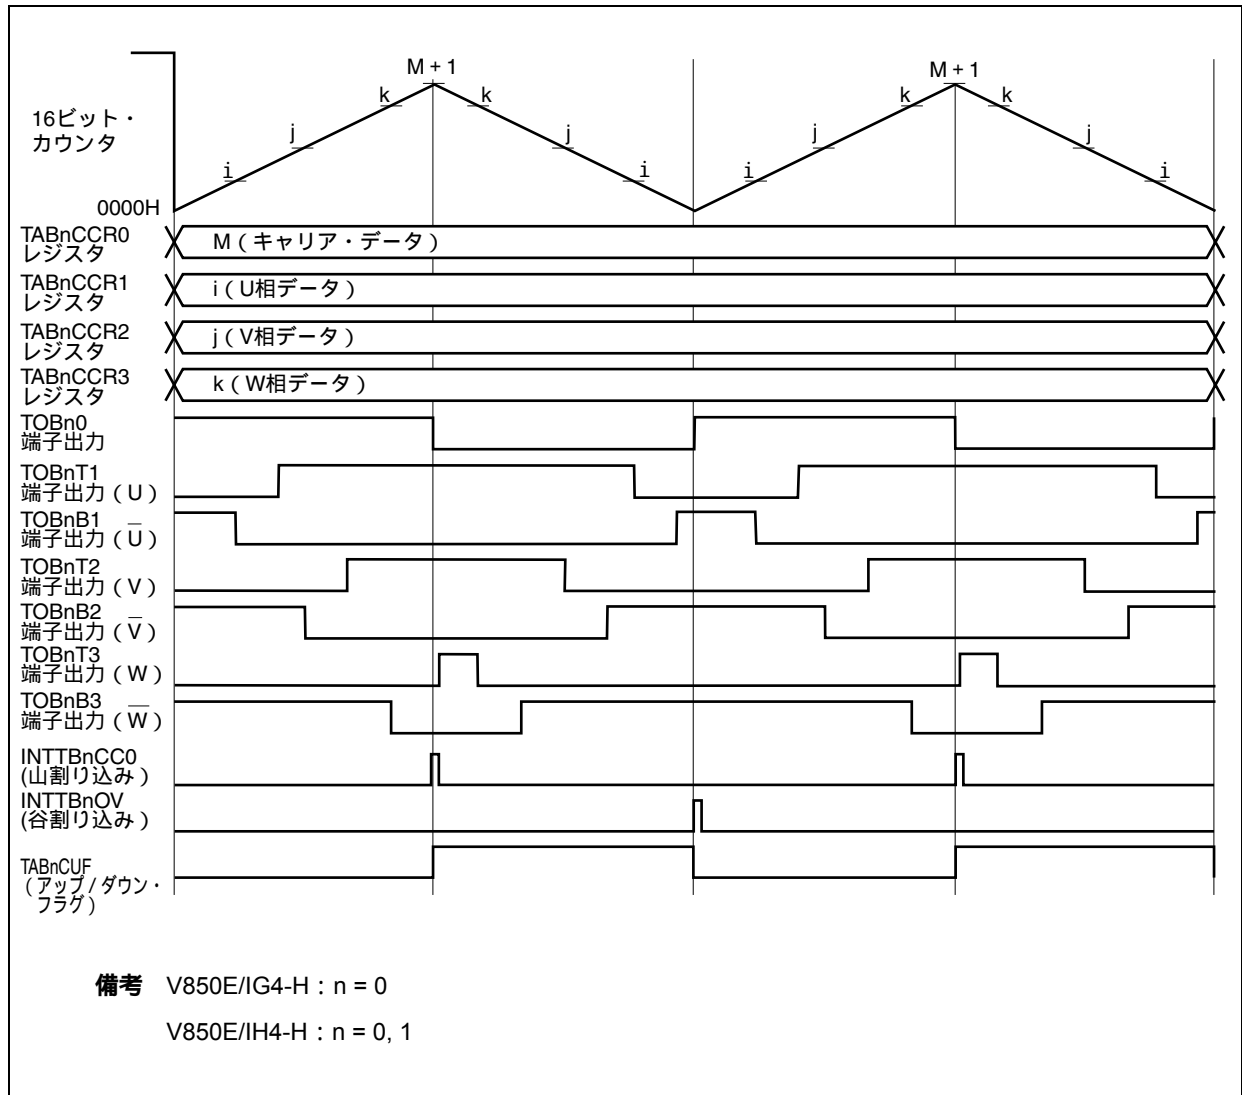 M + 1
M + 1
k
k
k
k
16ビット・
カウンタ
j
j
j
j
i
i
i
i
0000H
TABnCCR0
レジスタ
M ( キャリア・データ )
TABnCCR1
レジスタ
i ( U相データ )
TABnCCR2
レジスタ
j ( V相データ )
TABnCCR3
レジスタ
k ( W相データ )
TOBn0
端子出力
TOBnT1
端子出力 ( U )
TOBnB1
端子出力 ( U̅ )
TOBnT2
端子出力 ( V )
TOBnB2
端子出力 ( V̅ )
TOBnT3
端子出力 ( W )
TOBnB3
端子出力 ( W̅ )
INTTBnCC0
(山割り込み )
INTTBnOV
(谷割り込み )
TABnCUF
( アップ / ダウン・
フラグ )
備考 V850E/IG4-H : n = 0
V850E/IH4-H : n = 0, 1